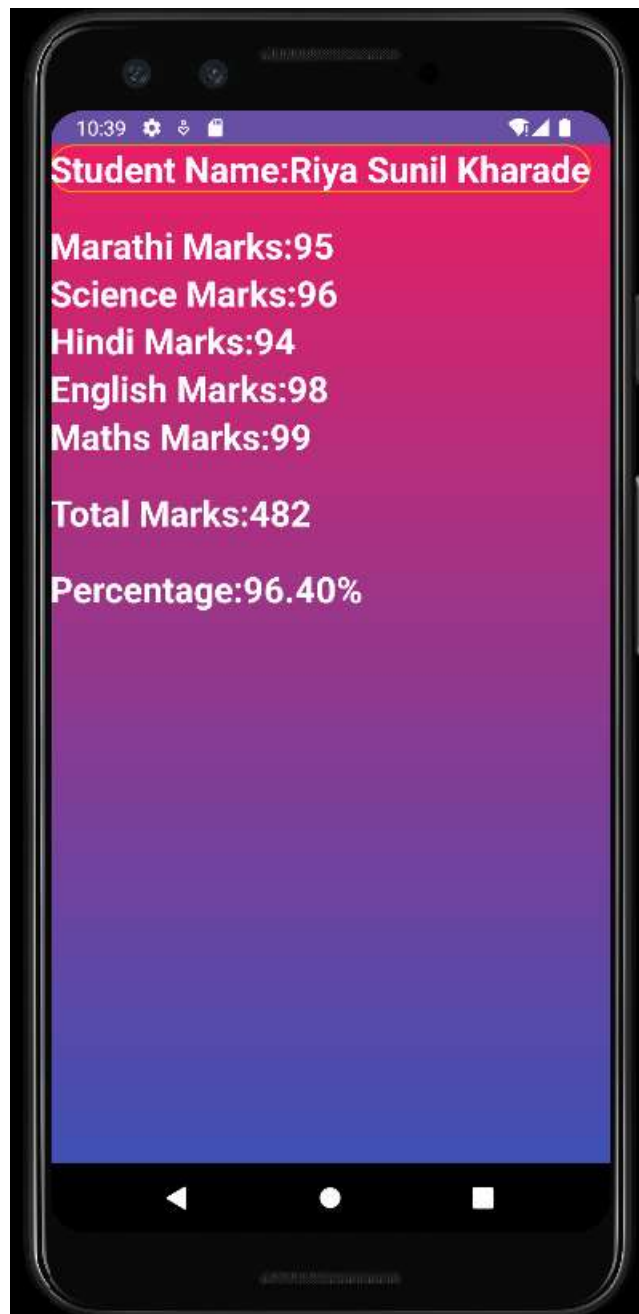 10:39
Student Name:Riya Sunil Kharade
Marathi Marks:95
Science Marks:96
Hindi Marks:94
English Marks:98
Maths Marks:99
Total Marks:482
Percentage:96.40%